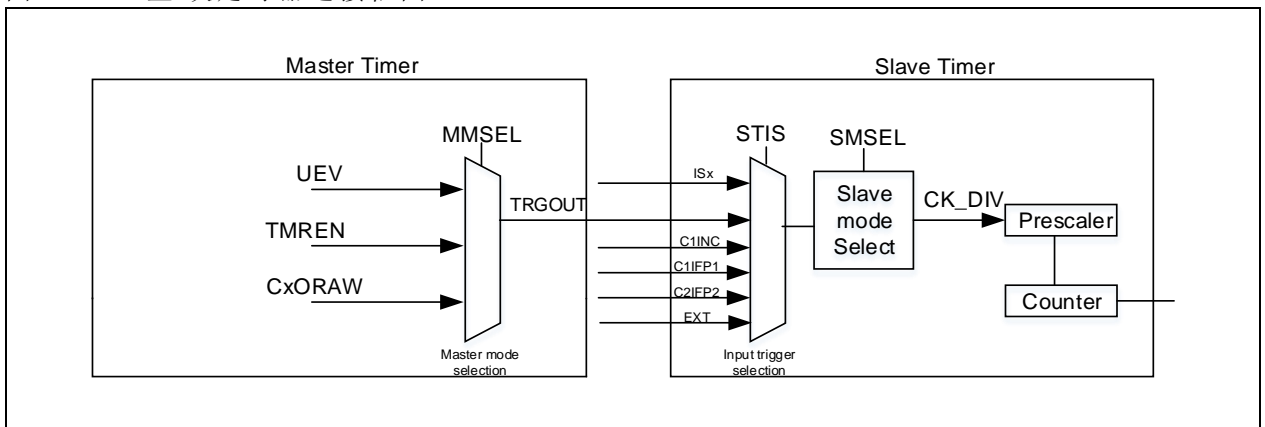 Master Timer
Slave Timer
MMSEL
STIS
SMSEL
UEV
ISx
TRGOUT
Slave
mode
Select
CK_DIV
Prescaler
TMREN
C1INC
C1IFP1
CxORAW
C2IFP2
Counter
EXT
Master mode
selection
Input trigger
selection